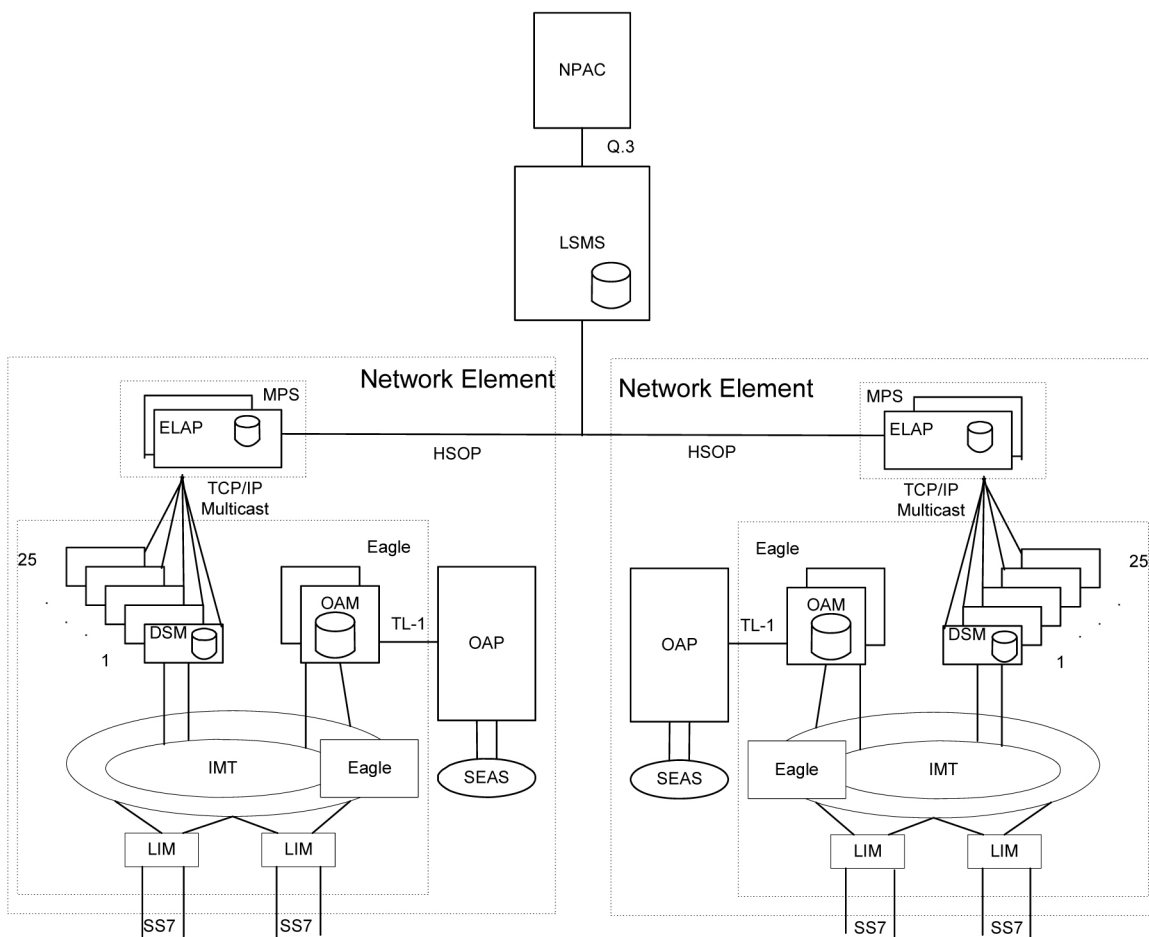 NPAC
Q.3
LSMS
Network Element
Network Element
MPS
ELAP
MPS
ELAP
HSOP
HSOP
TCP/IP
Multicast
TCP/IP
Multicast
Eagle
25
OAM
DSM
1
TL-1
OAP
Eagle
25
OAM
DSM
1
TL-1
OAP
IMT
Eagle
SEAS
SEAS
Eagle
IMT
LIM
LIM
LIM
LIM
SS7
SS7
SS7
SS7